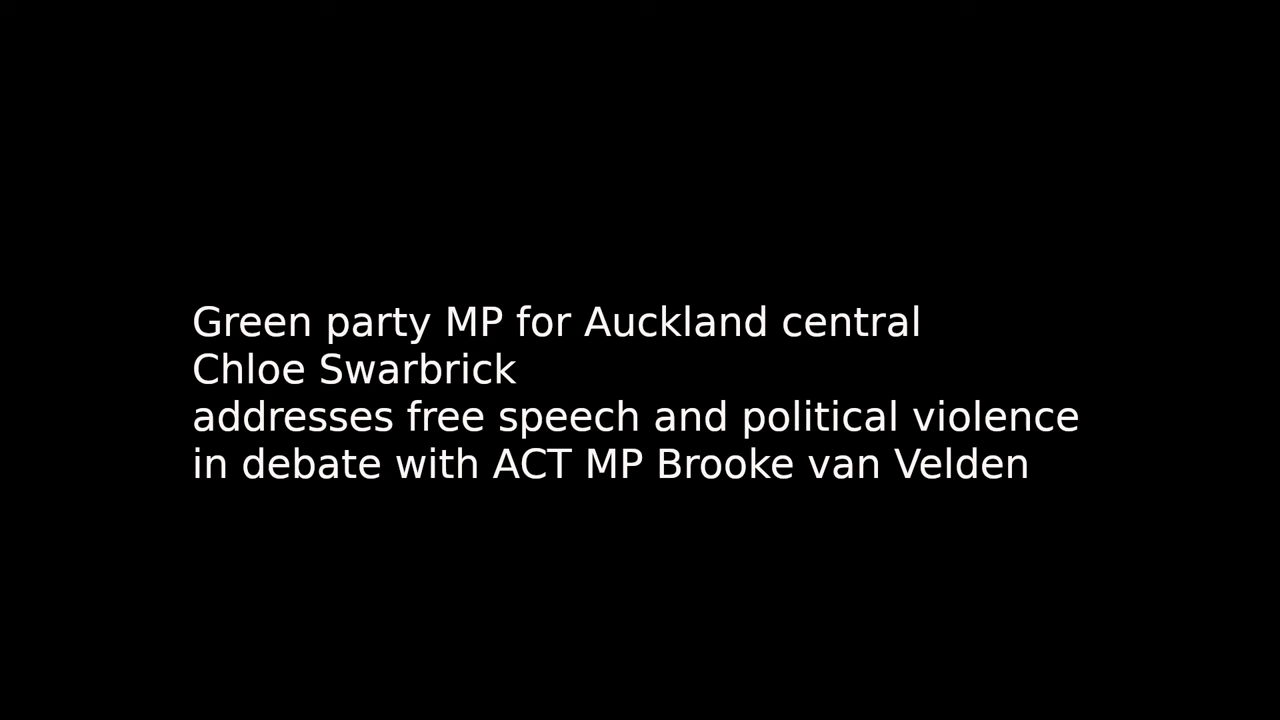 Green party MP for Auckland central
Chloe Swarbrick
addresses free speech and political violence
in debate with ACT MP Brooke van Velden